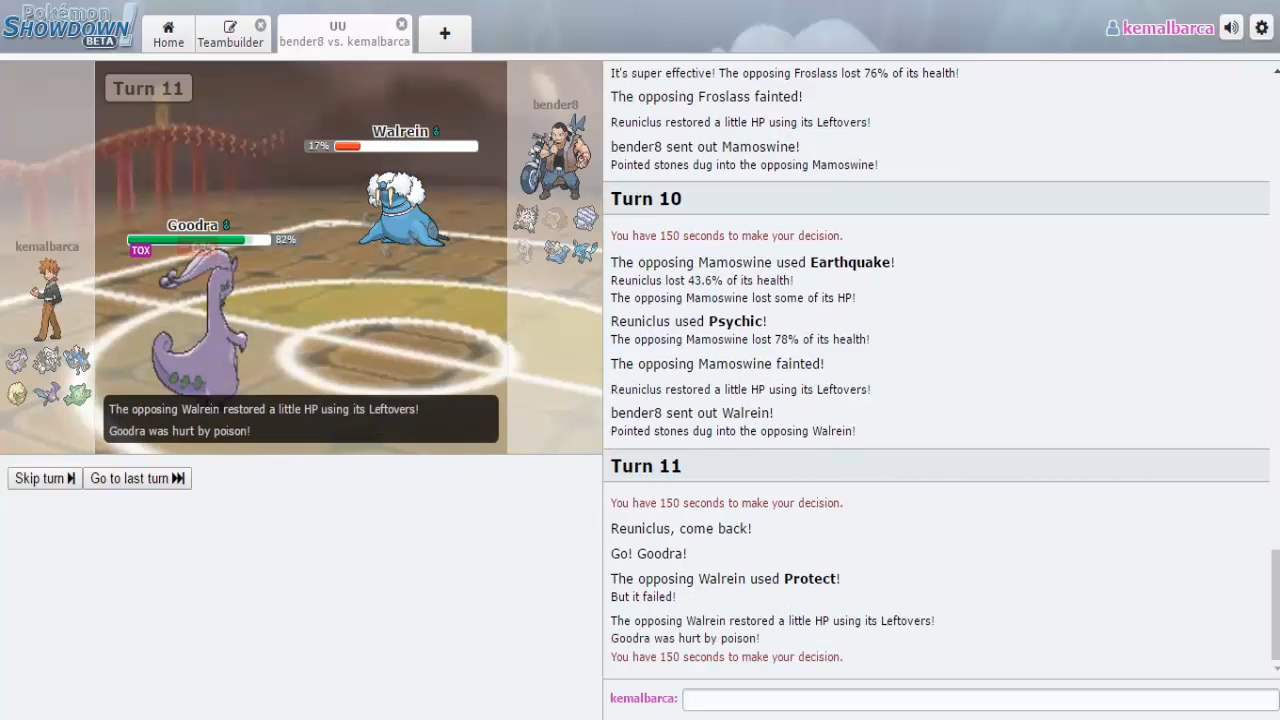 Pokémon
SHOWDOWN!
BETA
Home
Teambuilder
UU
bender8 vs. kemalbarca
+
kemalbarca
Turn 11
Walrein
17%
Goodra
82%
TOX
kemalbarca
bender8
The opposing Walrein restored a little HP using its Leftovers!
Goodra was hurt by poison!
Skip turn
Go to last turn
It's super effective! The opposing Froslass lost 76% of its health!
The opposing Froslass fainted!
Reuniclus restored a little HP using its Leftovers!
bender8 sent out Mamoswine!
Pointed stones dug into the opposing Mamoswine!
Turn 10
You have 150 seconds to make your decision.
The opposing Mamoswine used Earthquake!
Reuniclus lost 43.6% of its health!
The opposing Mamoswine lost some of its HP!
Reuniclus used Psychic!
The opposing Mamoswine lost 78% of its health!
The opposing Mamoswine fainted!
Reuniclus restored a little HP using its Leftovers!
bender8 sent out Walrein!
Pointed stones dug into the opposing Walrein!
Turn 11
You have 150 seconds to make your decision.
Reuniclus, come back!
Go! Goodra!
The opposing Walrein used Protect!
But it failed!
The opposing Walrein restored a little HP using its Leftovers!
Goodra was hurt by poison!
You have 150 seconds to make your decision.
kemalbarca: